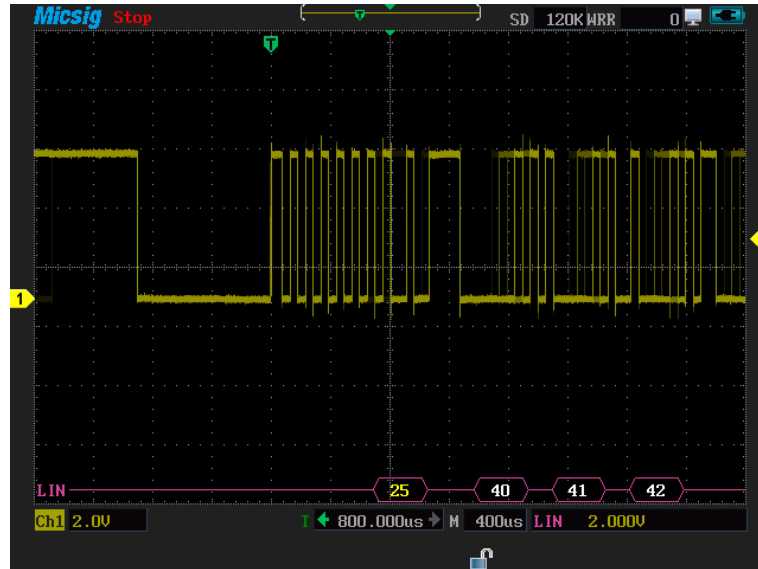 Micsig Stop SD 120K WRR 0
T
T
1
LIN 25 40 41 42
Ch1 2.0V T 800.000us M 400us LIN 2.000V